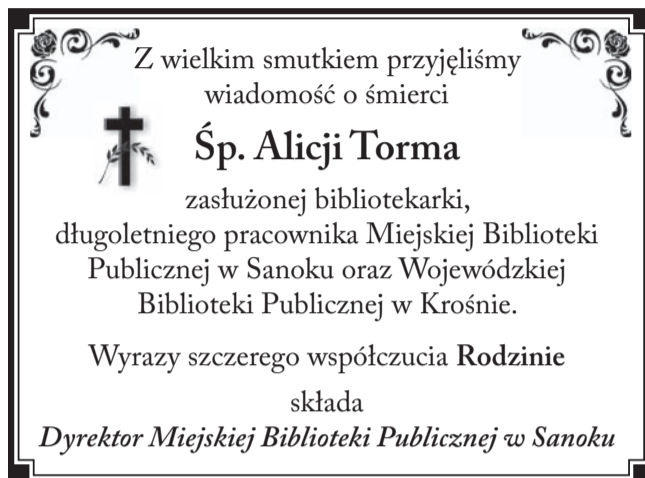 Z wielkim smutkiem przyjęliśmy
wiadomość o śmierci
Śp. Alicji Torma
zasłużonej bibliotekarki,
długoletniego pracownika Miejskiej Biblioteki
Publicznej w Sanoku oraz Wojewódzkiej
Biblioteki Publicznej w Krośnie.
Wyrazy szczerego współczucia Rodzinie
składa
Dyrektor Miejskiej Biblioteki Publicznej w Sanoku